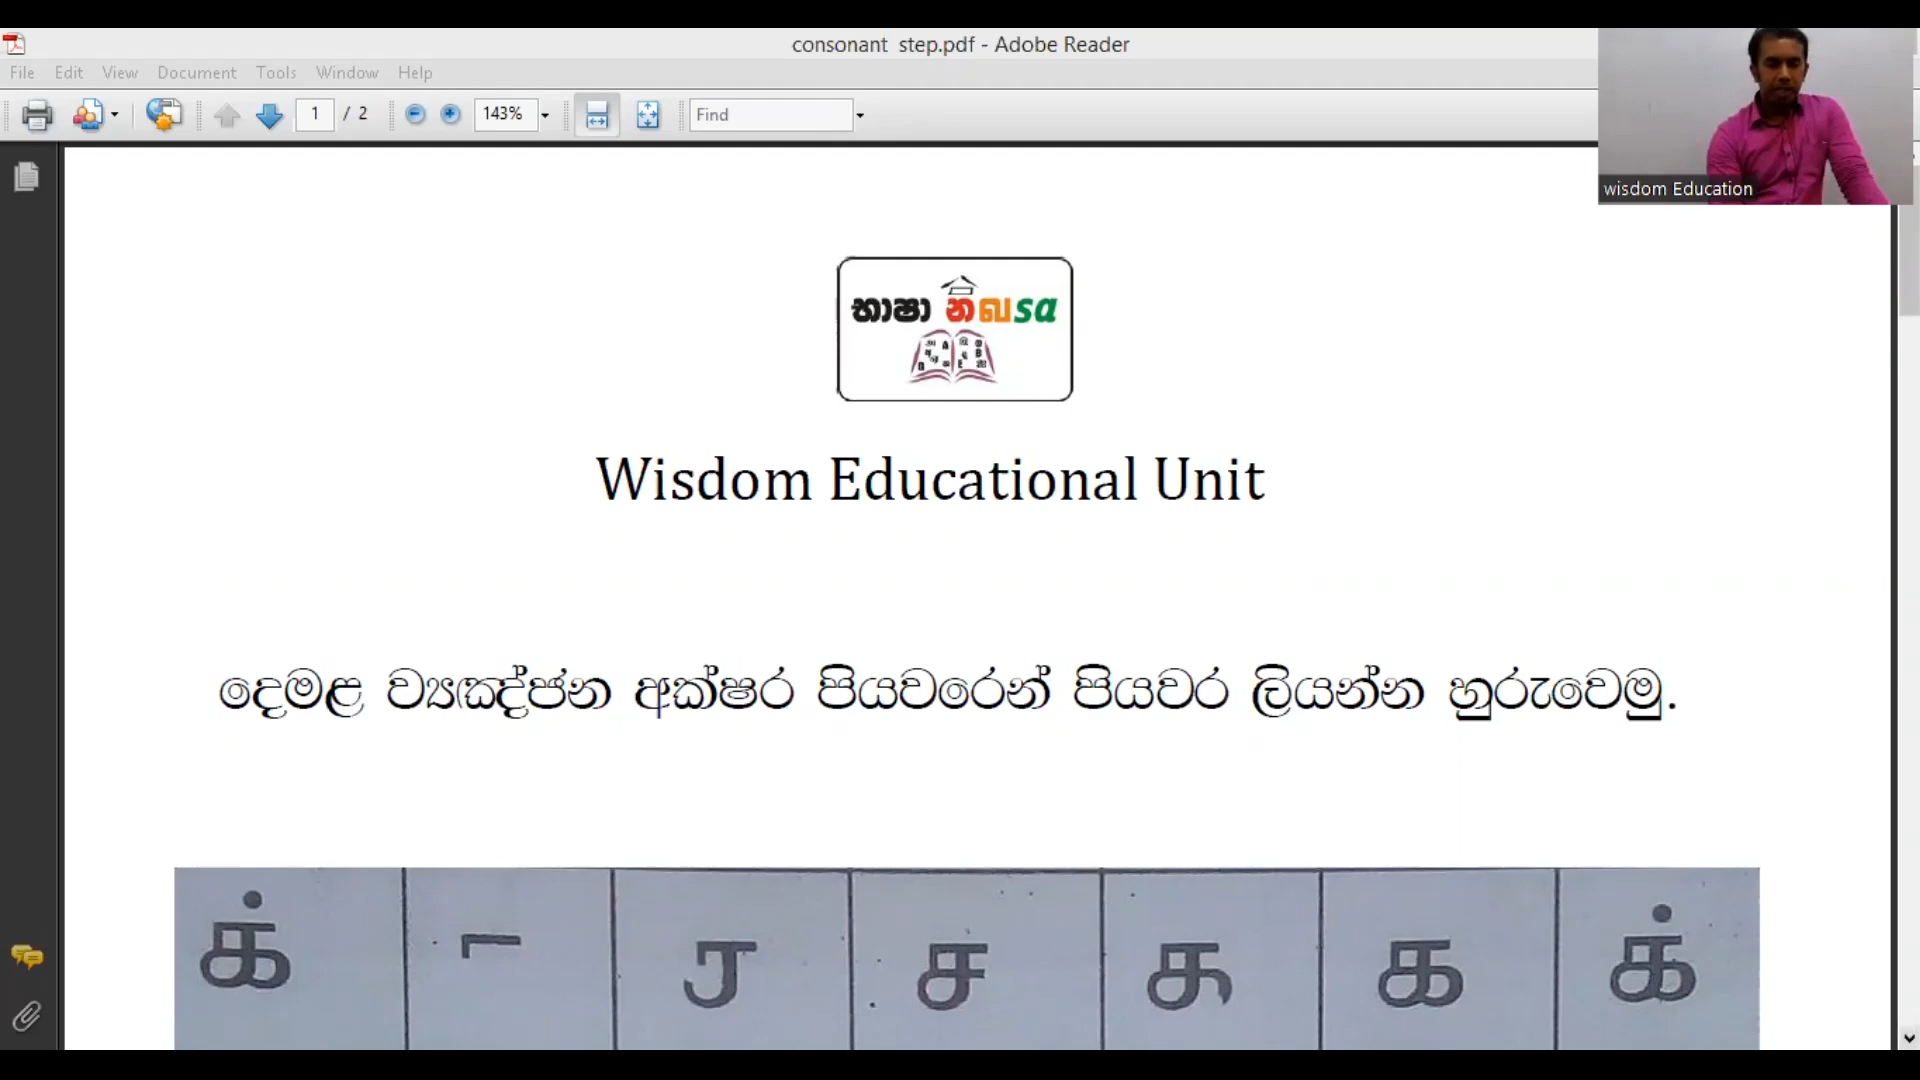 consonant step.pdf - Adobe Reader
File Edit View Document Tools Window Help
1 / 2 143% Find
wisdom Education
භාෂා
Wisdom Educational Unit
දෙමළ ව්‍යඤ්ජන අක්ෂර පියවරෙන් පියවර ලියන්න හුරුවෙමු.
க் ச க க்